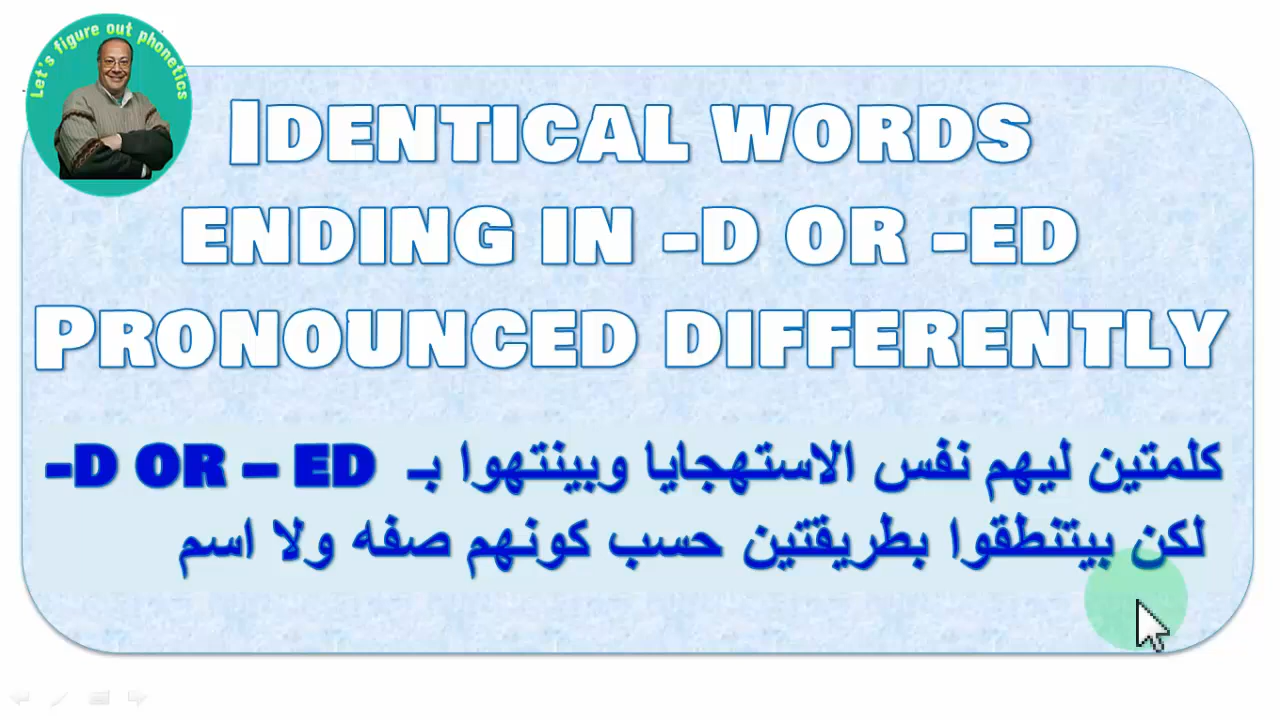 Let's figure out phonetics
IDENTICAL WORDS
ENDING IN -D OR -ED
PRONOUNCED DIFFERENTLY
كلمتين ليهم نفس الاستهجايا وبينتهوا بـ -D OR – ED
لكن بيتنطقوا بطريقتين حسب كونهم صفه ولا اسم